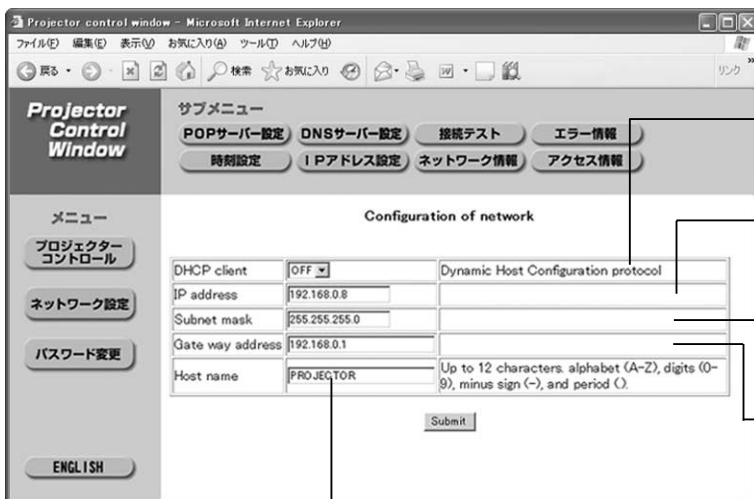 Projector control window - Microsoft Internet Explorer
ファイル(F) 編集(E) 表示(V) お気に入り(A) ツール(T) ヘルプ(H)
戻る 検索 お気に入り リンク »
Projector
Control
Window
サブメニュー
POPサーバー設定 DNSサーバー設定 接続テスト エラー情報
時刻設定 IPアドレス設定 ネットワーク情報 アクセス情報
メニュー
プロジェクター
コントロール
ネットワーク設定
パスワード変更
ENGLISH
Configuration of network
DHCP client OFF Dynamic Host Configuration protocol
IP address 192.168.0.8
Subnet mask 255.255.255.0
Gate way address 192.168.0.1
Host name PROJECTOR Up to 12 characters. alphabet (A-Z), digits (0-
9), minus sign (-), and period (.).
Submit